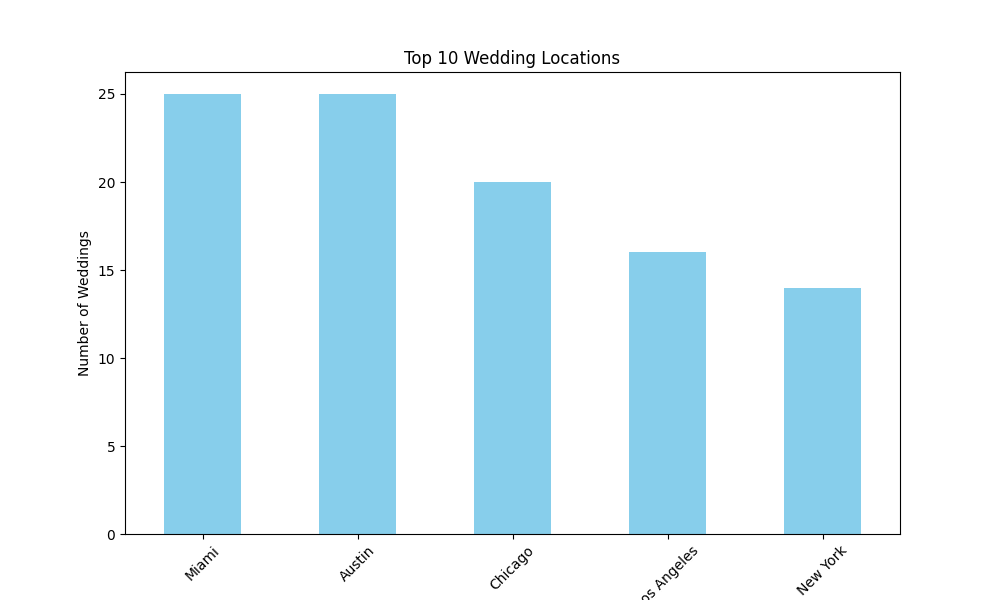 Top 10 Wedding Locations
Number of Weddings
25
20
15
10
5
0
Miami
Austin
Chicago
os Angeles
New York